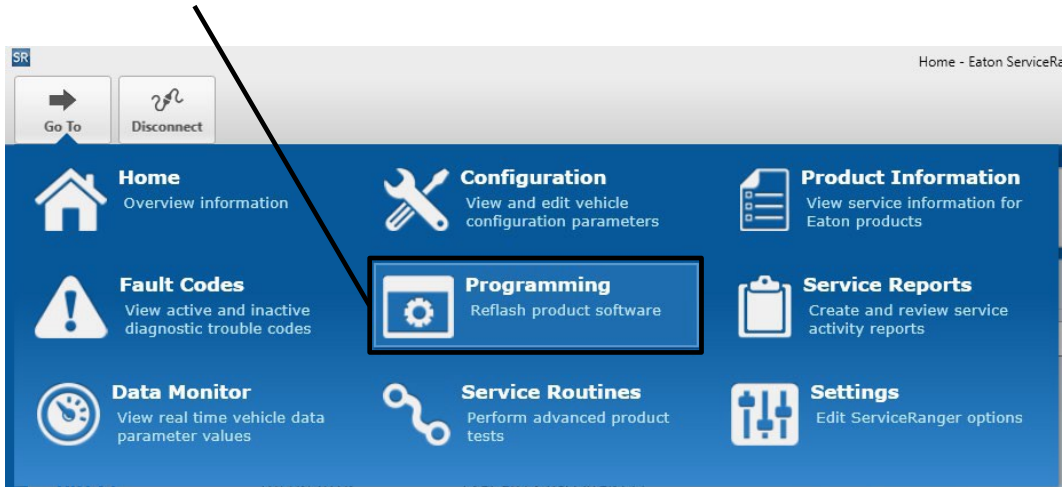 SR
Home - Eaton ServiceRa
Go To
Disconnect
Home
Overview information
Configuration
View and edit vehicle
configuration parameters
Product Information
View service information for
Eaton products
Fault Codes
View active and inactive
diagnostic trouble codes
Programming
Reflash product software
Service Reports
Create and review service
activity reports
Data Monitor
View real time vehicle data
parameter values
Service Routines
Perform advanced product
tests
Settings
Edit ServiceRanger options